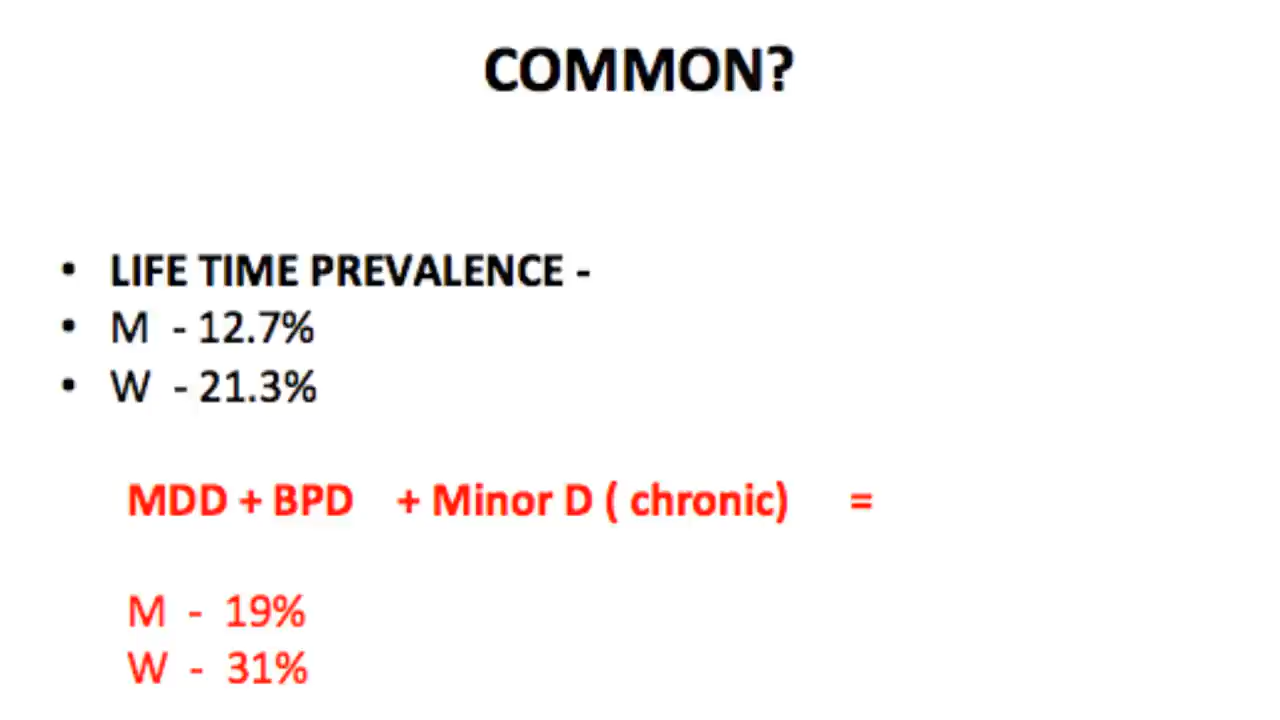 COMMON?
• LIFE TIME PREVALENCE -
• M - 12.7%
• W - 21.3%
MDD + BPD + Minor D ( chronic) =
M - 19%
W - 31%